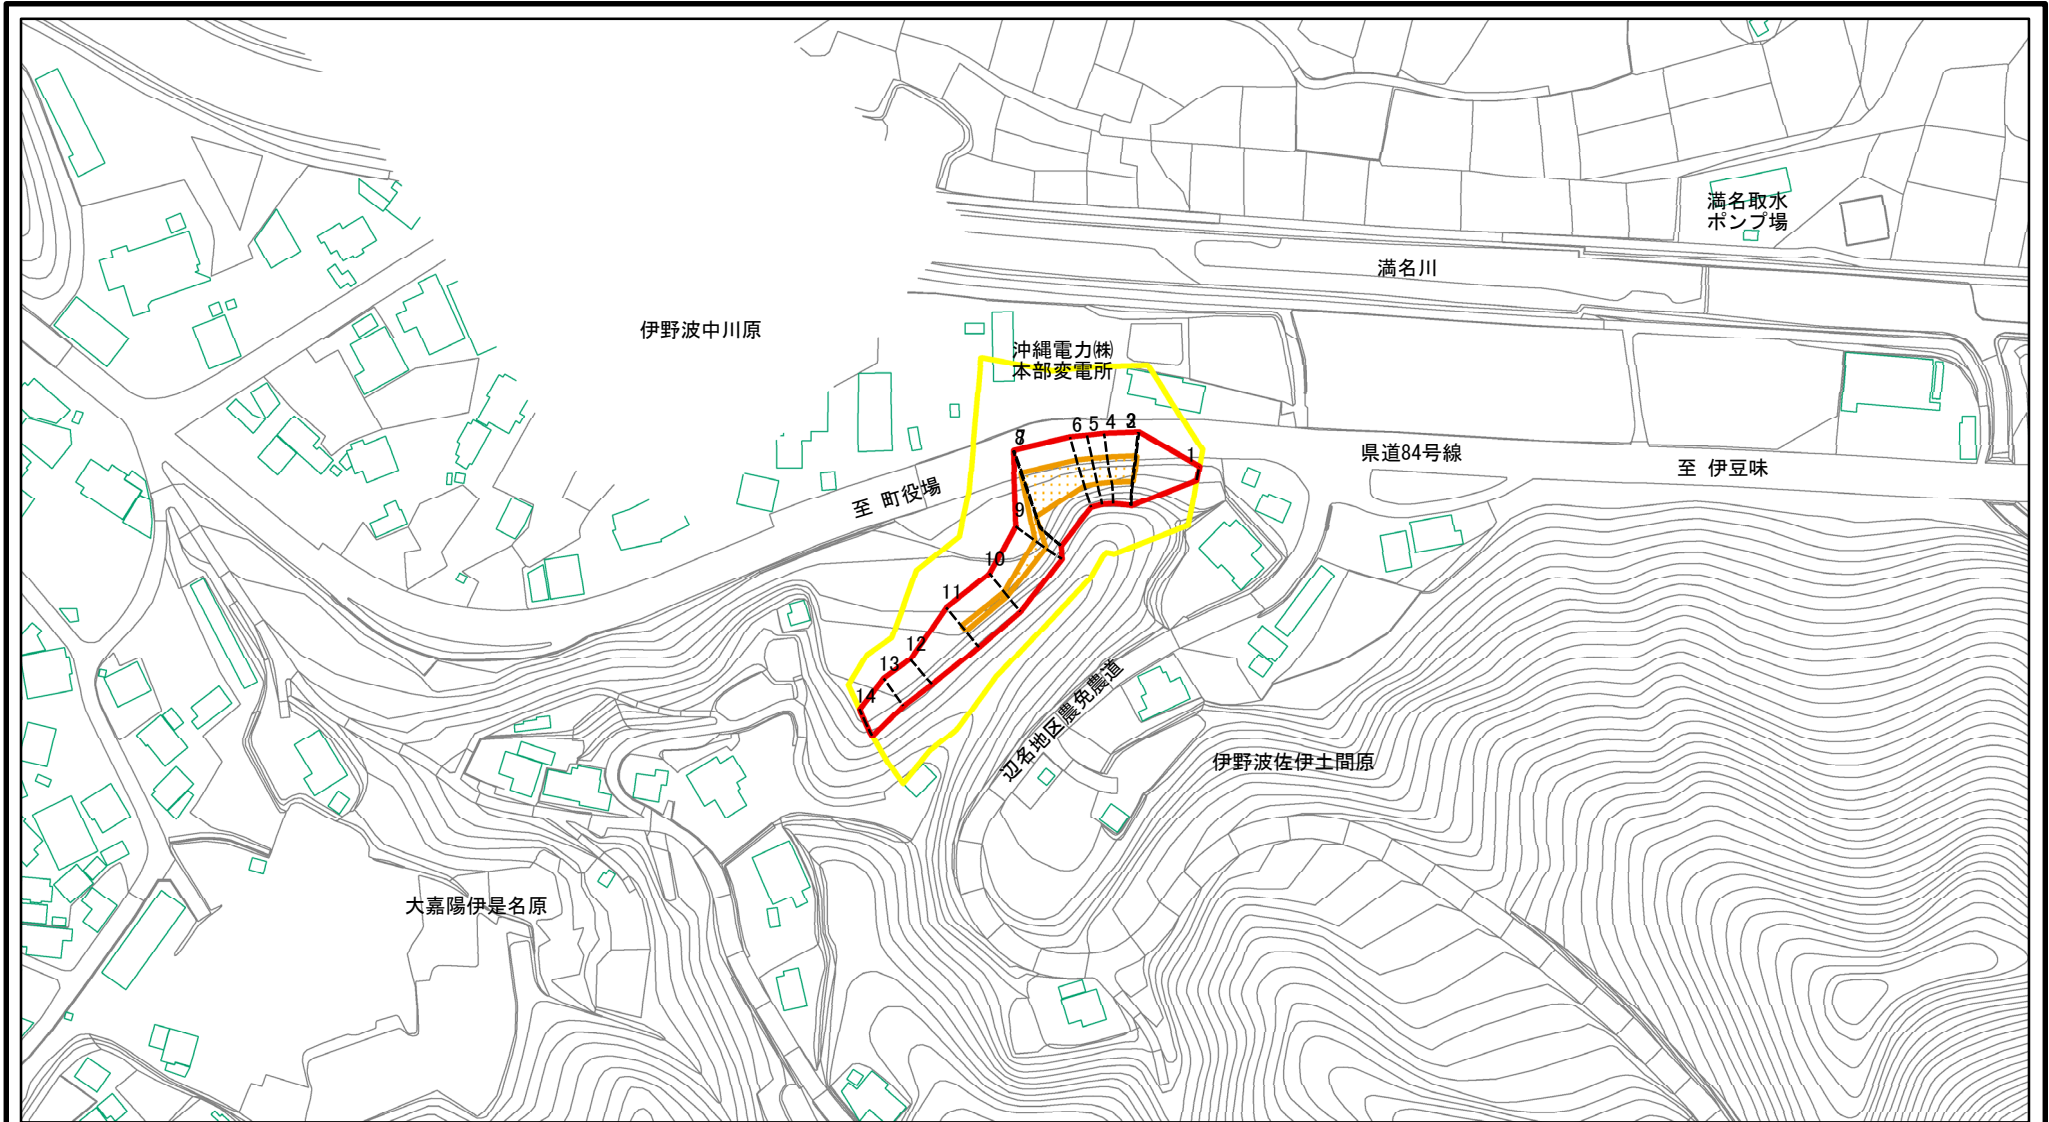 満名取水
ポンプ場
満名川
伊野波中川原
沖縄電力㈱
本部変電所
県道84号線
至 伊豆味
至 町役場
1
2
4
5
6
8
9
10
11
12
13
14
辺名地区農免農道
伊野波佐伊土間原
大嘉陽伊是名原